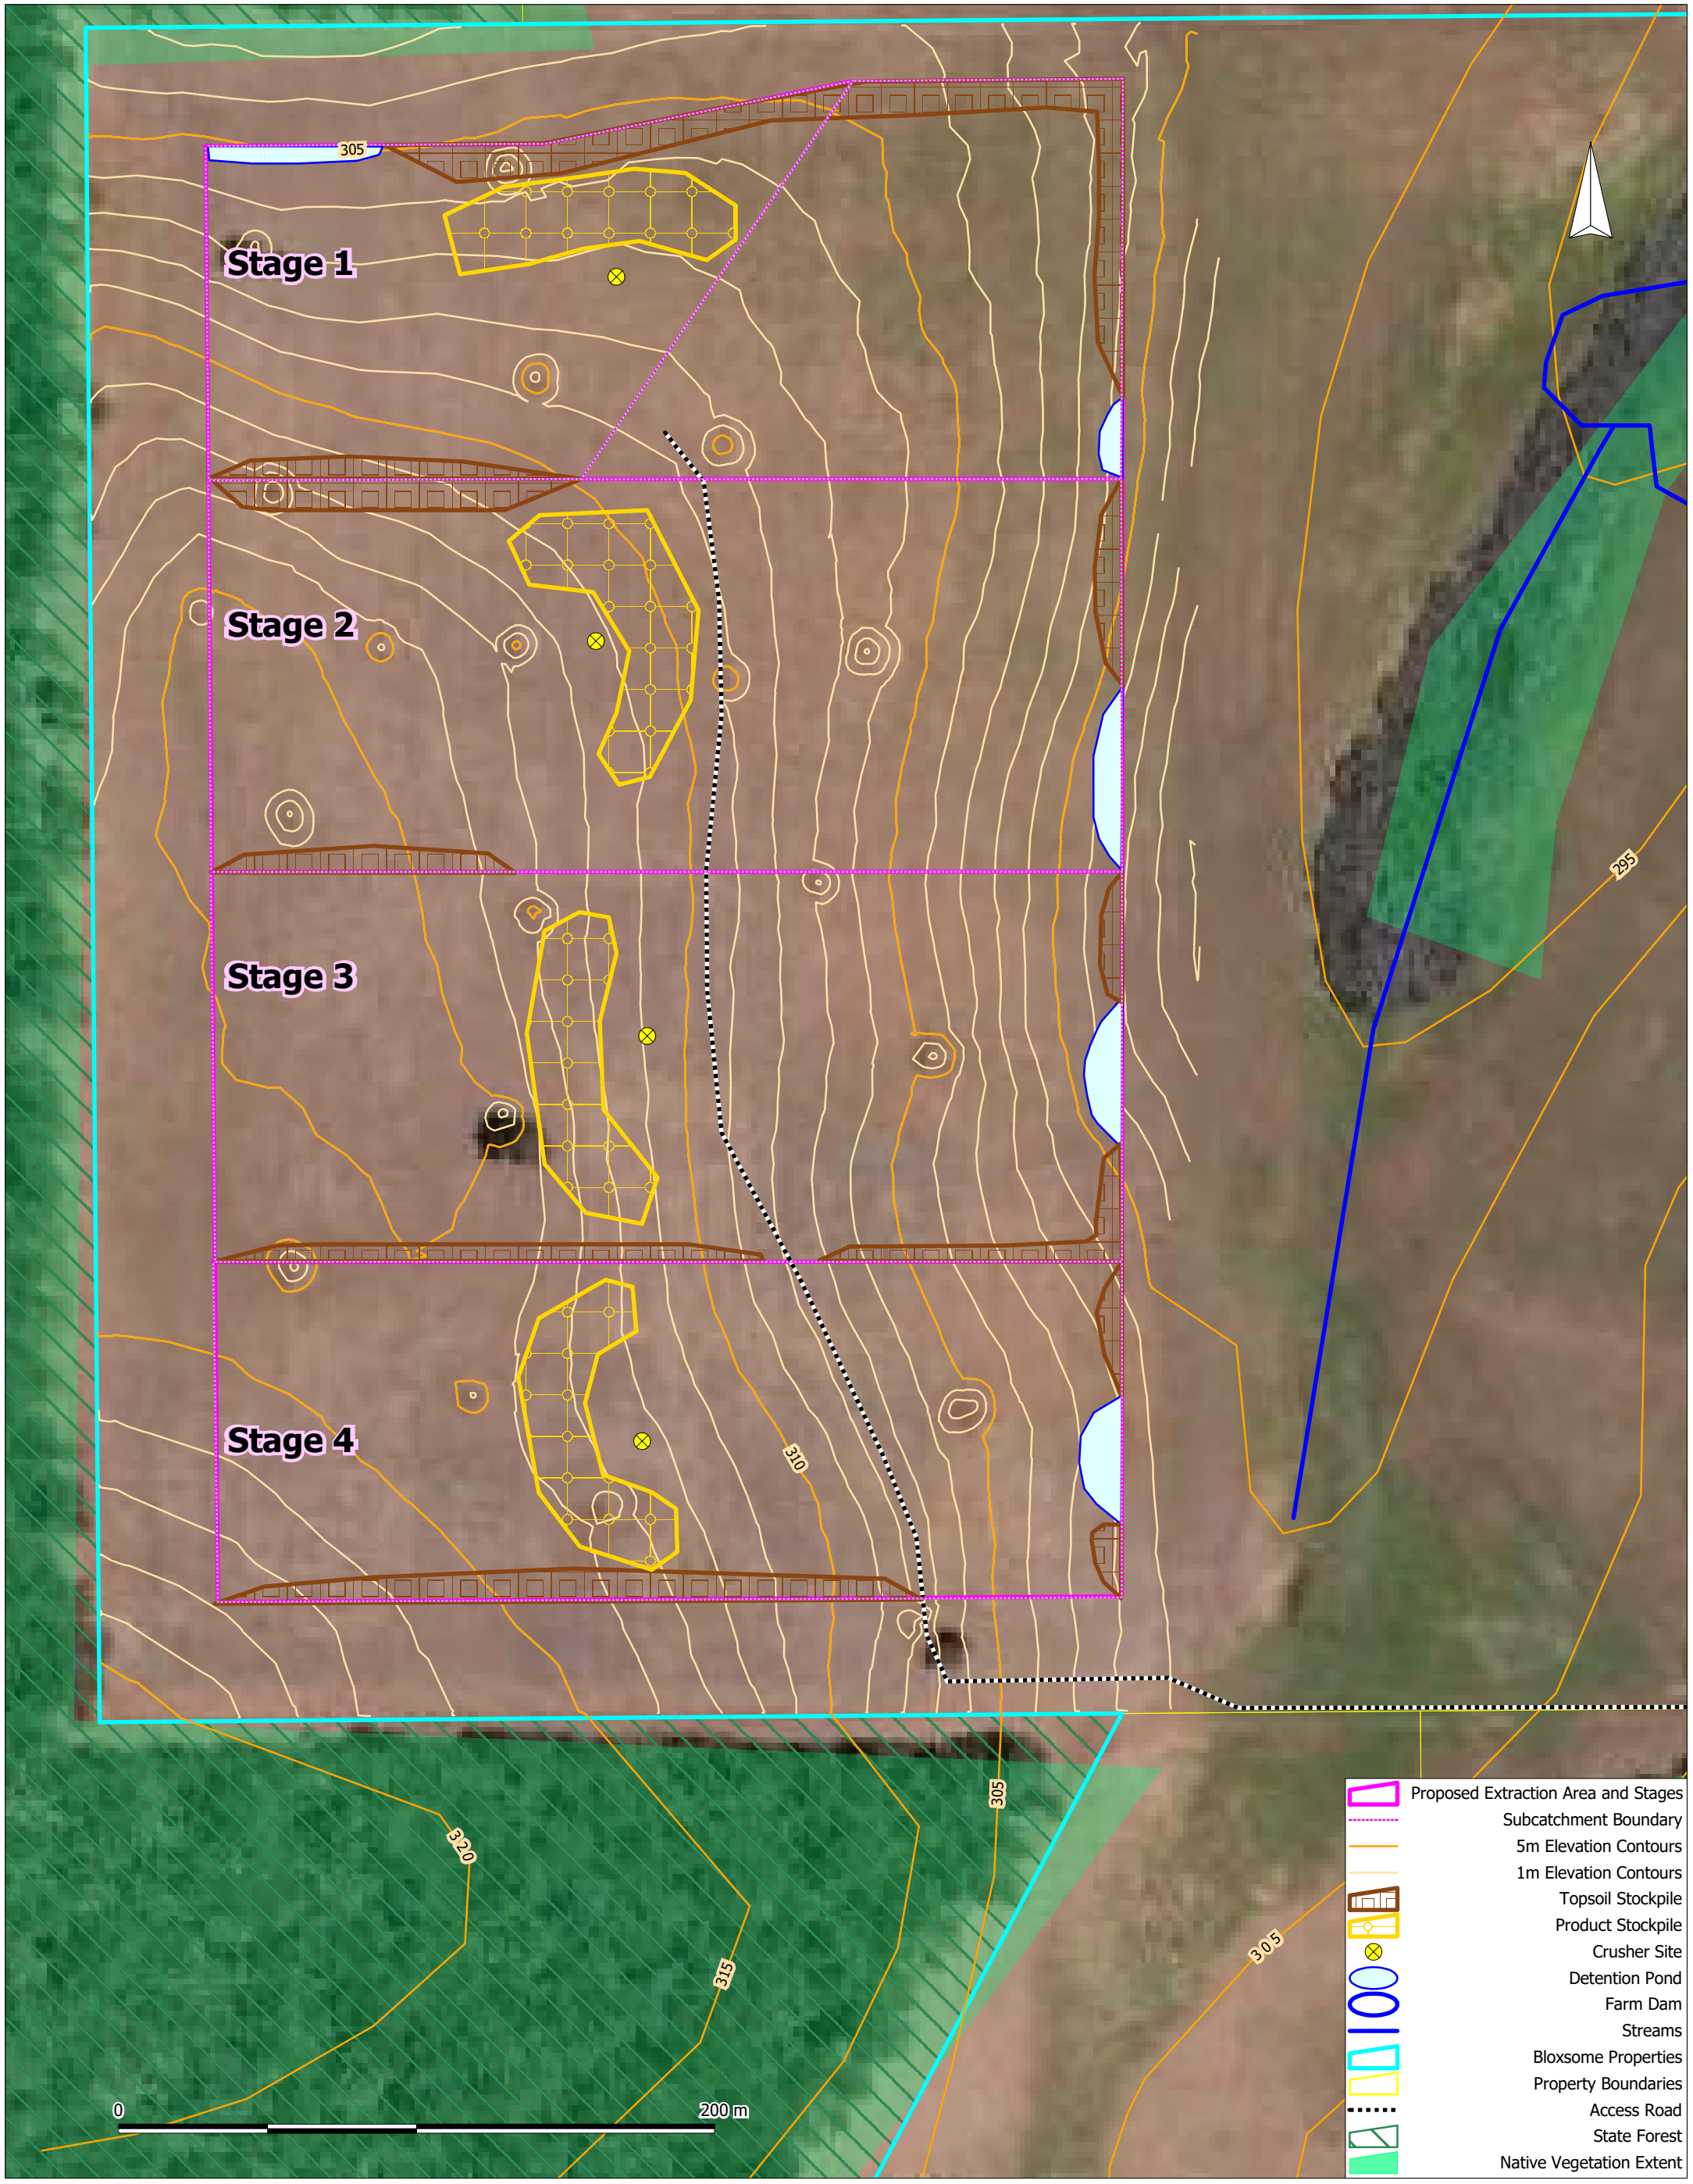 305
Stage 1
Stage 2
295
Stage 3
Stage 4
310
305
320
315
305
0 200 m
Proposed Extraction Area and Stages
Subcatchment Boundary
5m Elevation Contours
1m Elevation Contours
Topsoil Stockpile
Product Stockpile
Crusher Site
Detention Pond
Farm Dam
Streams
Bloxsome Properties
Property Boundaries
Access Road
State Forest
Native Vegetation Extent